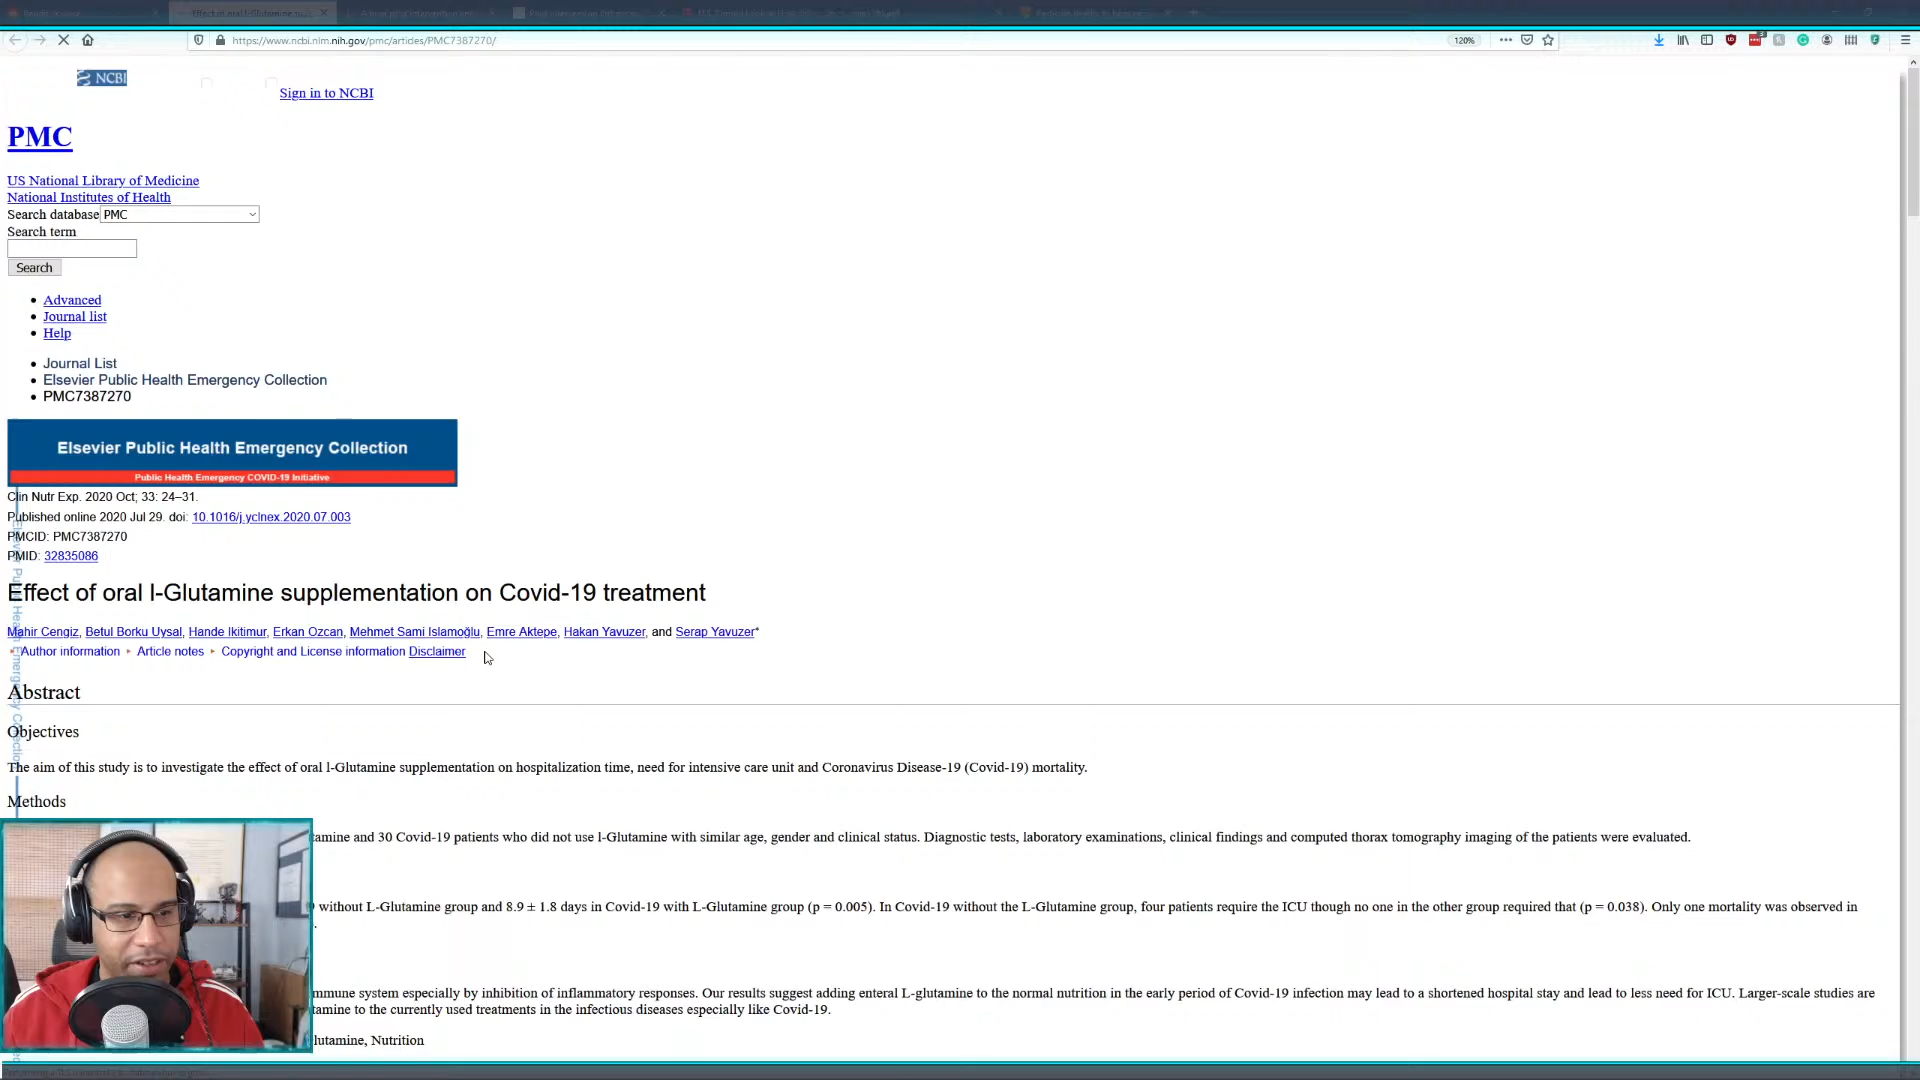 https://www.ncbi.nlm.nih.gov/pmc/articles/PMC7387270/
120%
NCBI
Sign in to NCBI
PMC
US National Library of Medicine
National Institutes of Health
Search database PMC
Search term
Search
Advanced
Journal list
Help
Journal List
Elsevier Public Health Emergency Collection
PMC7387270
Elsevier Public Health Emergency Collection
Public Health Emergency COVID-19 Initiative
Clin Nutr Exp. 2020 Oct; 33: 24–31.
Published online 2020 Jul 29. doi: 10.1016/j.yclnex.2020.07.003
PMCID: PMC7387270
PMID: 32835086
Effect of oral l-Glutamine supplementation on Covid-19 treatment
Mahir Cengiz, Betul Borku Uysal, Hande Ikitimur, Erkan Ozcan, Mehmet Sami Islamoğlu, Emre Aktepe, Hakan Yavuzer, and Serap Yavuzer*
Author information Article notes Copyright and License information Disclaimer
Abstract
Objectives
The aim of this study is to investigate the effect of oral l-Glutamine supplementation on hospitalization time, need for intensive care unit and Coronavirus Disease-19 (Covid-19) mortality.
Methods
tamine and 30 Covid-19 patients who did not use l-Glutamine with similar age, gender and clinical status. Diagnostic tests, laboratory examinations, clinical findings and computed thorax tomography imaging of the patients were evaluated.
without L-Glutamine group and 8.9 ± 1.8 days in Covid-19 with L-Glutamine group (p = 0.005). In Covid-19 without the L-Glutamine group, four patients require the ICU though no one in the other group required that (p = 0.038). Only one mortality was observed in
.
mmune system especially by inhibition of inflammatory responses. Our results suggest adding enteral L-glutamine to the normal nutrition in the early period of Covid-19 infection may lead to a shortened hospital stay and lead to less need for ICU. Larger-scale studies are
tamine to the currently used treatments in the infectious diseases especially like Covid-19.
lutamine, Nutrition